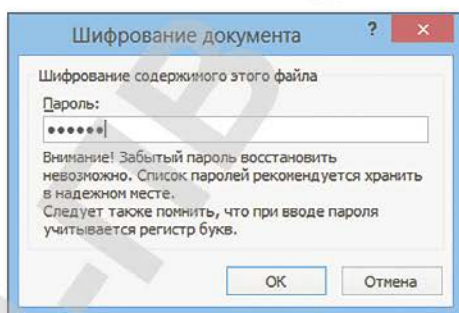 Шифрование документа ? ×
Шифрование содержимого этого файла
Пароль:
••••••
Внимание! Забытый пароль восстановить
невозможно. Список паролей рекомендуется хранить
в надежном месте.
Следует также помнить, что при вводе пароля
учитывается регистр букв.
ОК Отмена